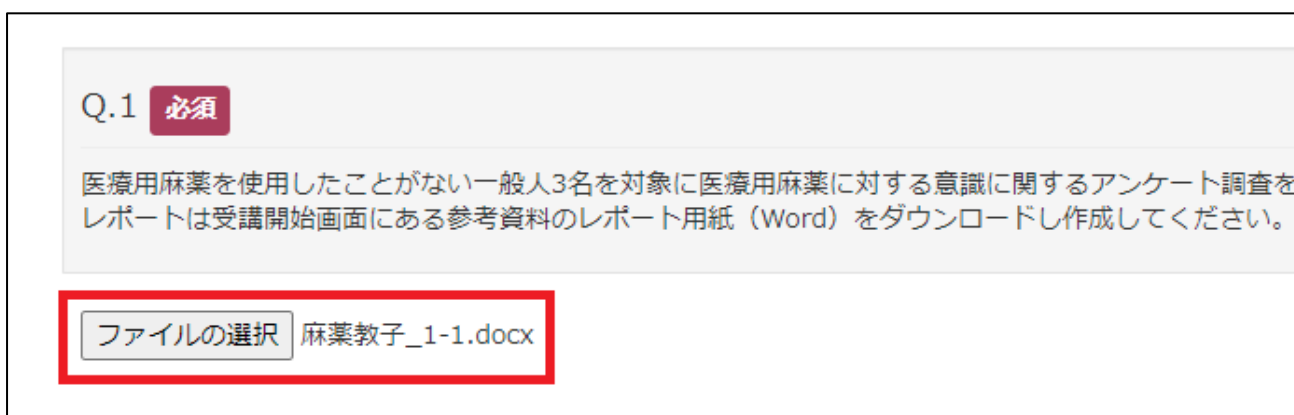 Q.1 必須
医療用麻薬を使用したことがない一般人3名を対象に医療用麻薬に対する意識に関するアンケート調査を
レポートは受講開始画面にある参考資料のレポート用紙（Word）をダウンロードし作成してください。
ファイルの選択 麻薬教子_1-1.docx